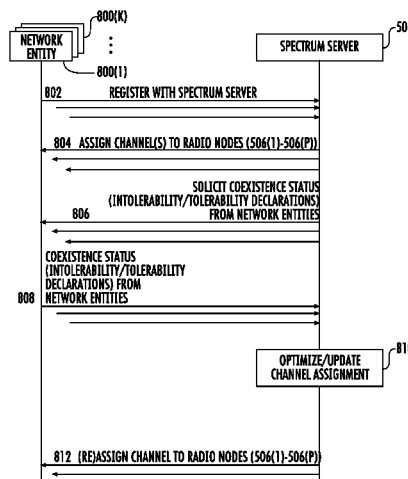 800(K)
NETWORK
ENTITY
800(1)
50
SPECTRUM SERVER
802 REGISTER WITH SPECTRUM SERVER
804 ASSIGN CHANNEL(S) TO RADIO NODES (506(1)-506(P))
SOLICIT COEXISTENCE STATUS
(INTOLERABILITY/TOLERABILITY DECLARATIONS)
806 FROM NETWORK ENTITIES
COEXISTENCE STATUS
(INTOLERABILITY/TOLERABILITY
DECLARATIONS) FROM
808 NETWORK ENTITIES
81
OPTIMIZE/UPDATE
CHANNEL ASSIGNMENT
812 (RE)ASSIGN CHANNEL TO RADIO NODES (506(1)-506(P))